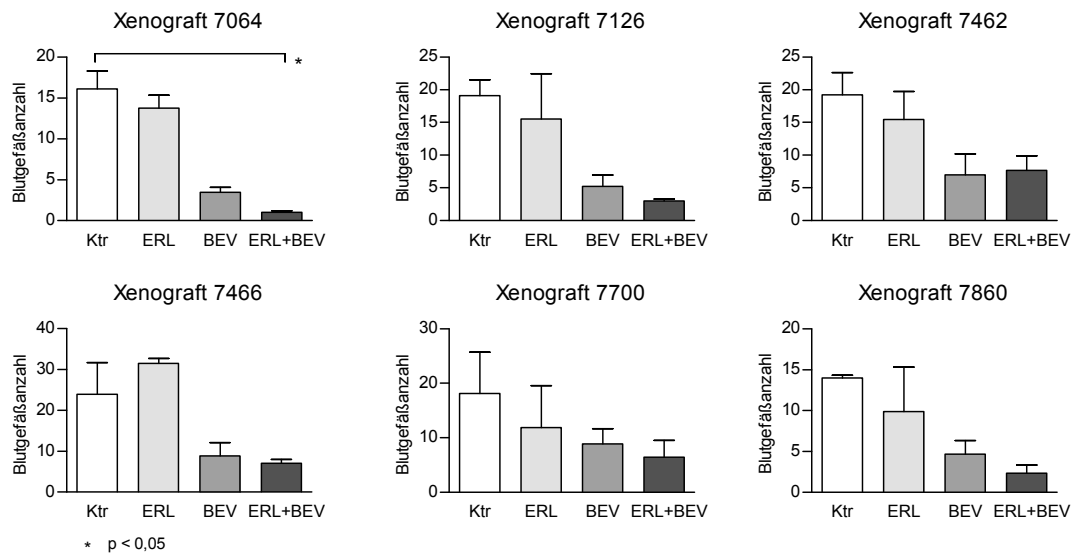 Xenograft 7064
Blutgefäßanzahl
20
15
10
5
0
*
Ktr ERL BEV ERL+BEV
Xenograft 7126
Blutgefäßanzahl
25
20
15
10
5
0
Ktr ERL BEV ERL+BEV
Xenograft 7462
Blutgefäßanzahl
25
20
15
10
5
0
Ktr ERL BEV ERL+BEV
Xenograft 7466
Blutgefäßanzahl
40
30
20
10
0
Ktr ERL BEV ERL+BEV
Xenograft 7700
Blutgefäßanzahl
30
20
10
0
Ktr ERL BEV ERL+BEV
Xenograft 7860
Blutgefäßanzahl
20
15
10
5
0
Ktr ERL BEV ERL+BEV
* p < 0,05